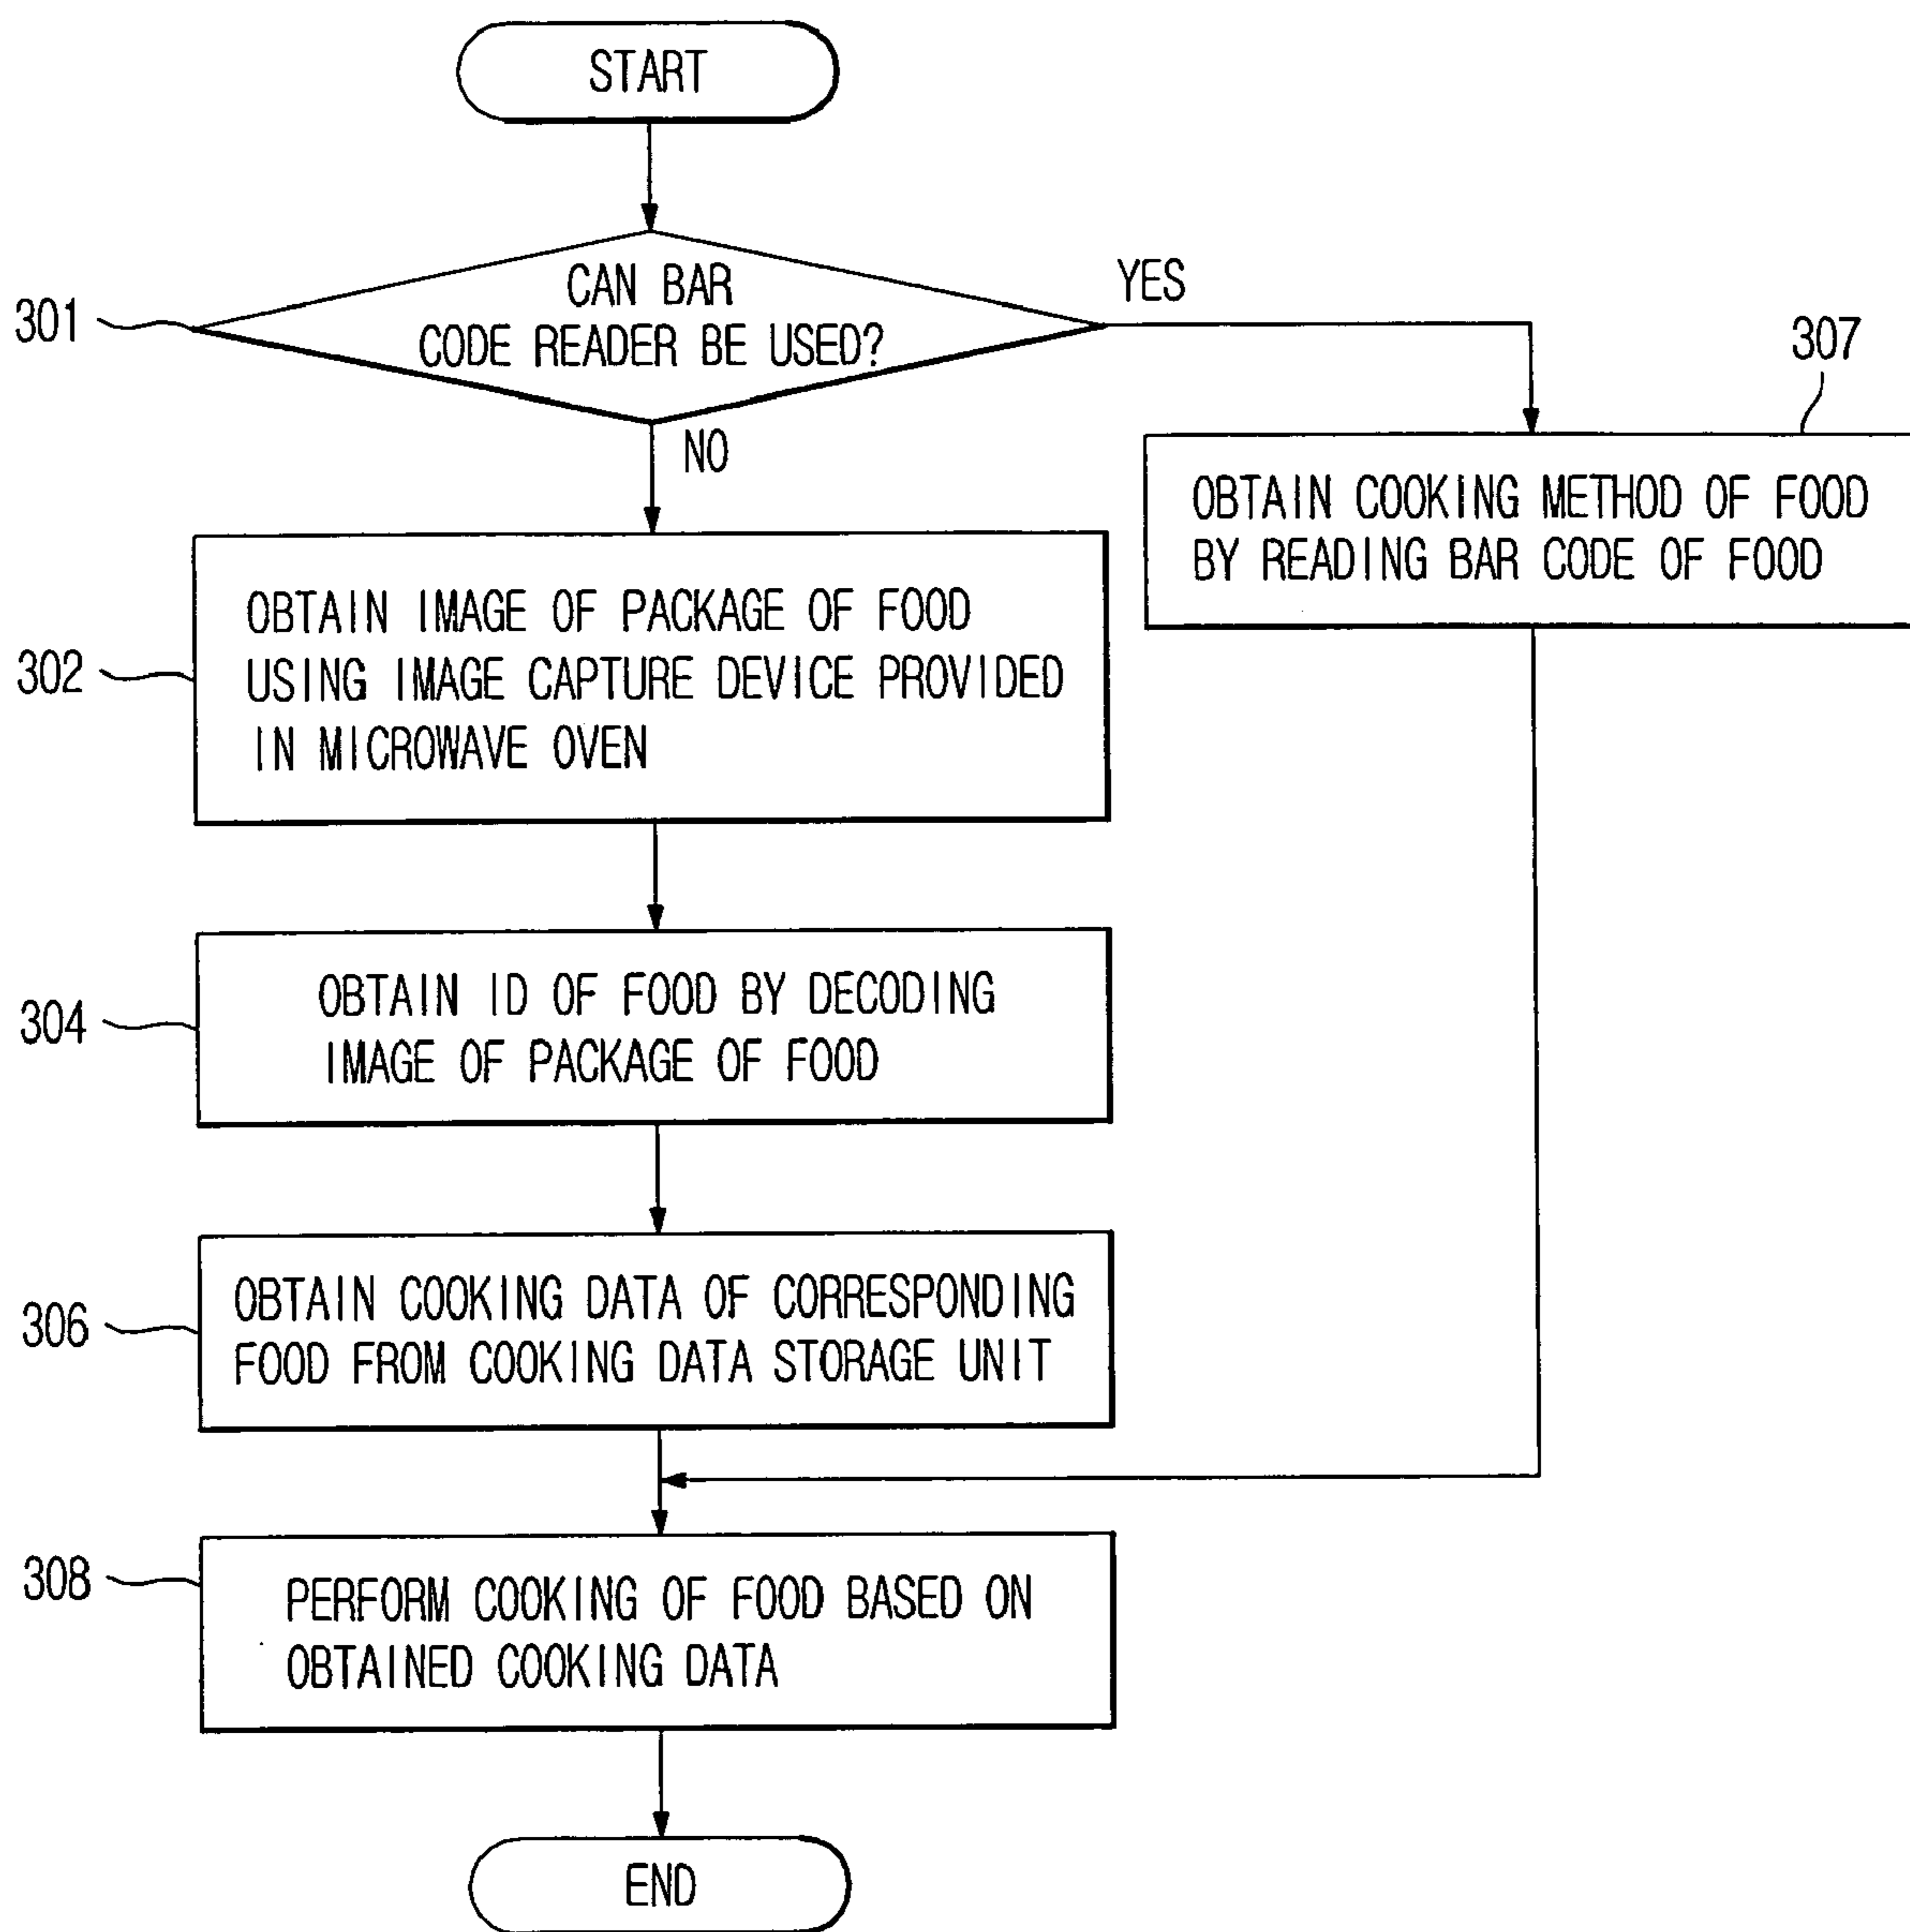 START
301
CAN BAR
CODE READER BE USED?
YES
NO
307
OBTAIN COOKING METHOD OF FOOD
BY READING BAR CODE OF FOOD
302
OBTAIN IMAGE OF PACKAGE OF FOOD
USING IMAGE CAPTURE DEVICE PROVIDED
IN MICROWAVE OVEN
304
OBTAIN ID OF FOOD BY DECODING
IMAGE OF PACKAGE OF FOOD
306
OBTAIN COOKING DATA OF CORRESPONDING
FOOD FROM COOKING DATA STORAGE UNIT
308
PERFORM COOKING OF FOOD BASED ON
OBTAINED COOKING DATA
END